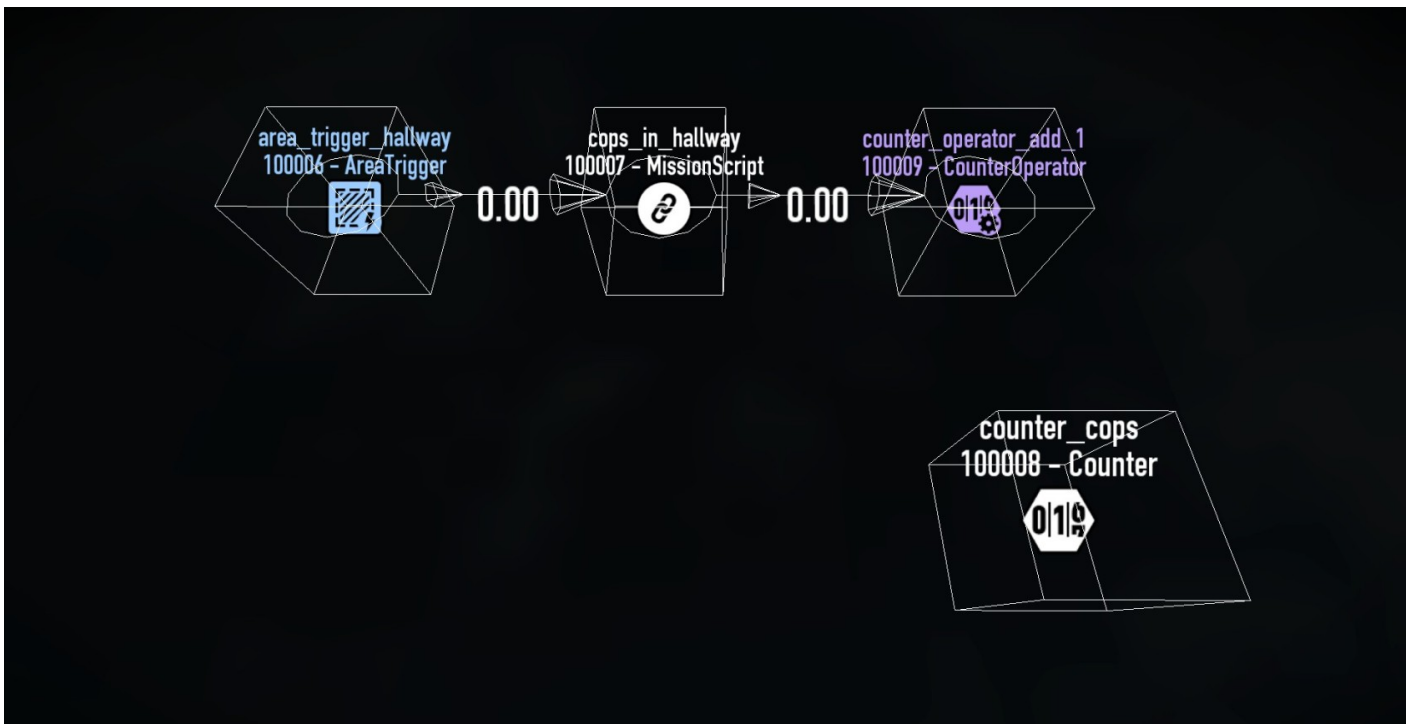 area_trigger_hallway
100006 - AreaTrigger
0.00
cops_in_hallway
100007 - MissionScript
0.00
counter_operator_add_1
100009 - CounterOperator
counter_cops
100008 - Counter